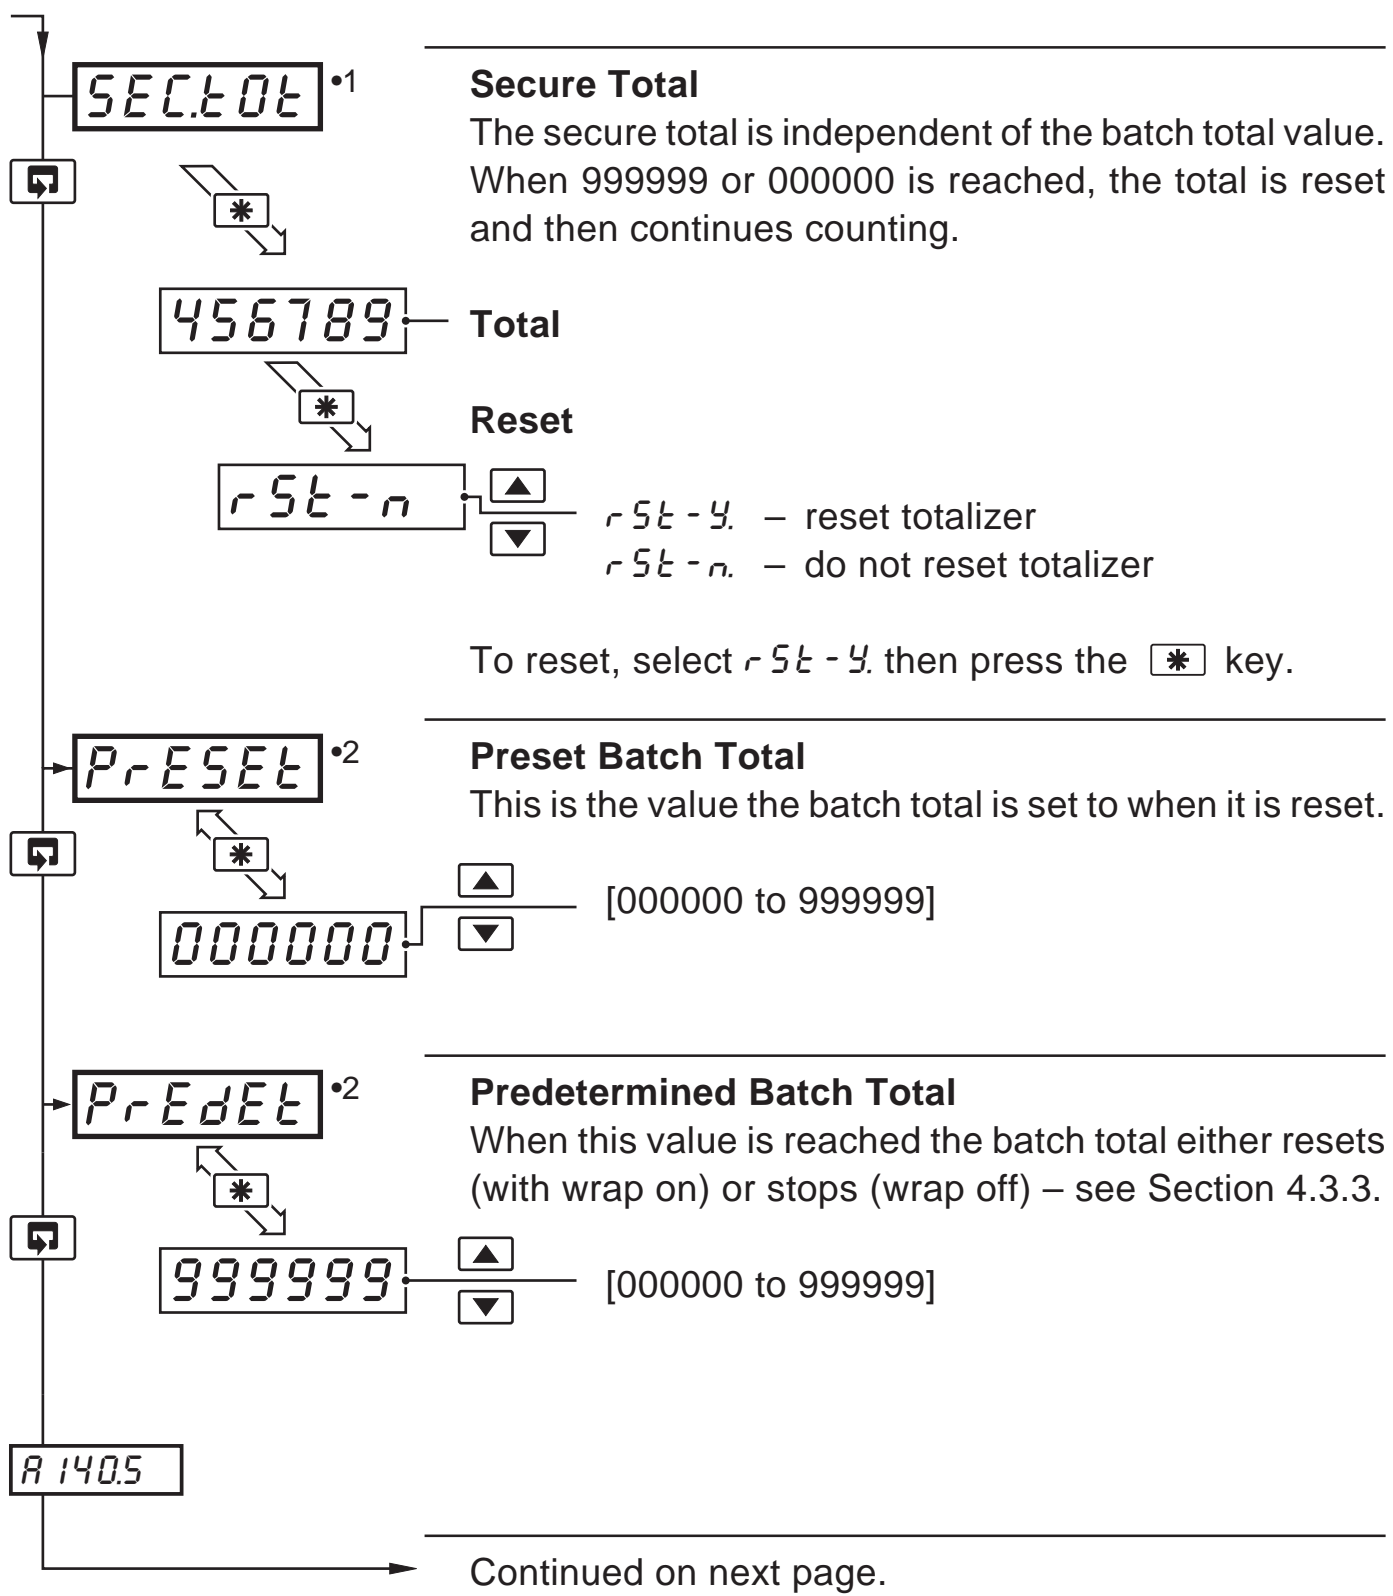 SEC.tOt •1
Secure Total
The secure total is independent of the batch total value.
When 999999 or 000000 is reached, the total is reset
and then continues counting.
456789
Total
Reset
rSt-n
rSt-Y. – reset totalizer
rSt-n. – do not reset totalizer
To reset, select rSt-Y. then press the ✱ key.
PrESEt •2
Preset Batch Total
This is the value the batch total is set to when it is reset.
[000000 to 999999]
000000
PrEdEt •2
Predetermined Batch Total
When this value is reached the batch total either resets
(with wrap on) or stops (wrap off) – see Section 4.3.3.
999999
[000000 to 999999]
A 140.5
Continued on next page.